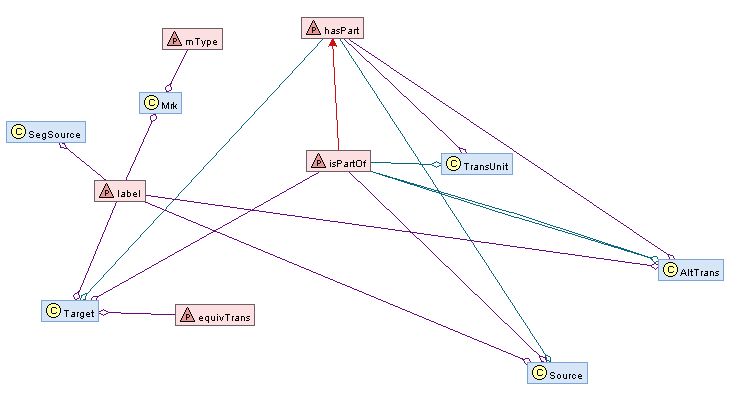 P hasPart
P mType
C Mrk
C SegSource
P isPartOf
C TransUnit
P label
C AltTrans
C Target
P equivTrans
C Source